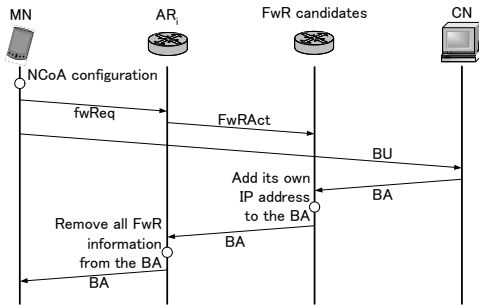 MN
ARi
FwR candidates
CN
NCoA configuration
fwReq
FwRAct
BU
Add its own
IP address
to the BA
BA
Remove all FwR
information
from the BA
BA
BA